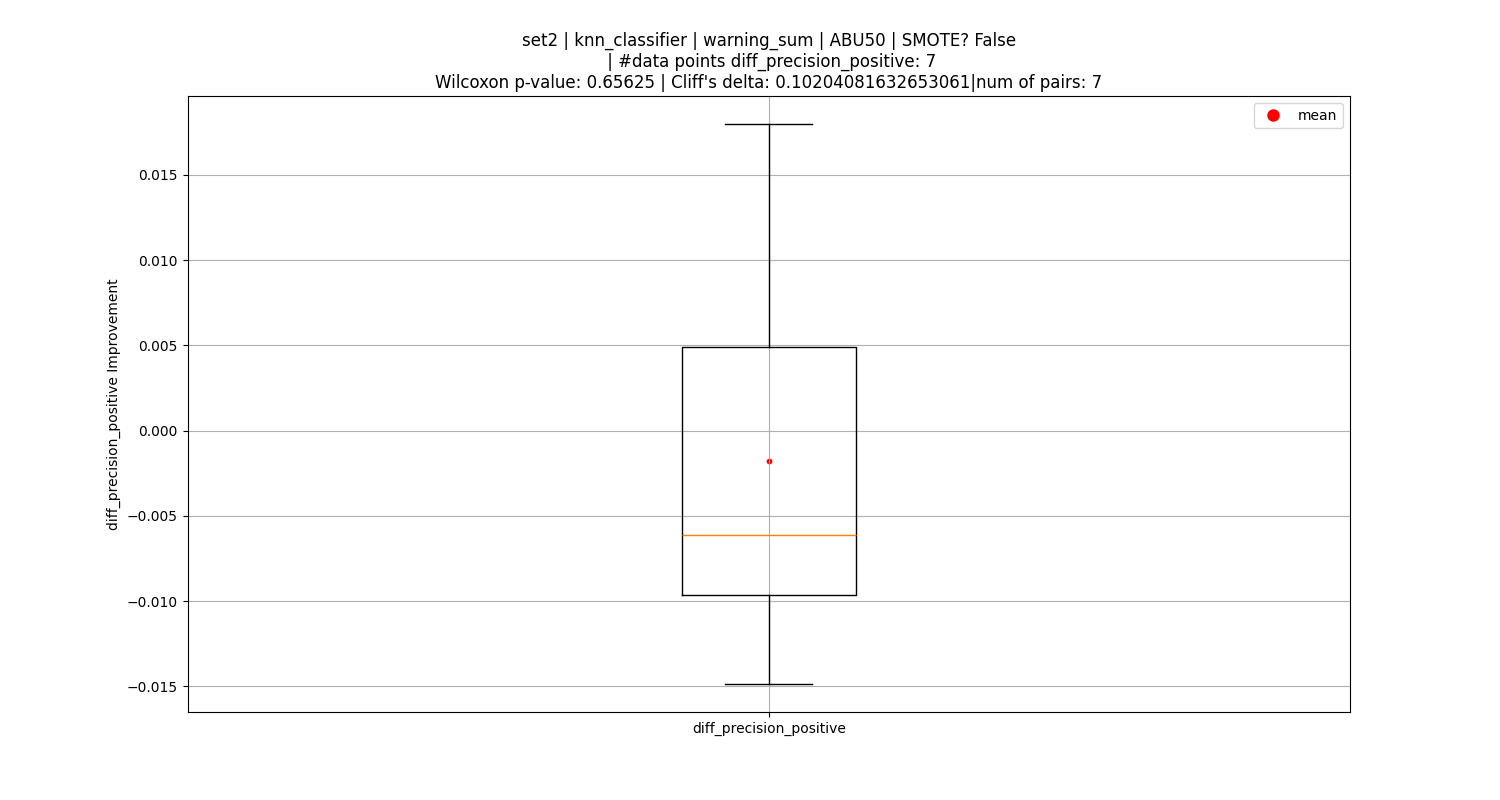 set2 | knn_classifier | warning_sum | ABU50 | SMOTE? False
| #data points diff_precision_positive: 7
Wilcoxon p-value: 0.65625 | Cliff's delta: 0.10204081632653061|num of pairs: 7
mean
0.015
0.010
0.005
0.000
−0.005
−0.010
−0.015
diff_precision_positive Improvement
diff_precision_positive